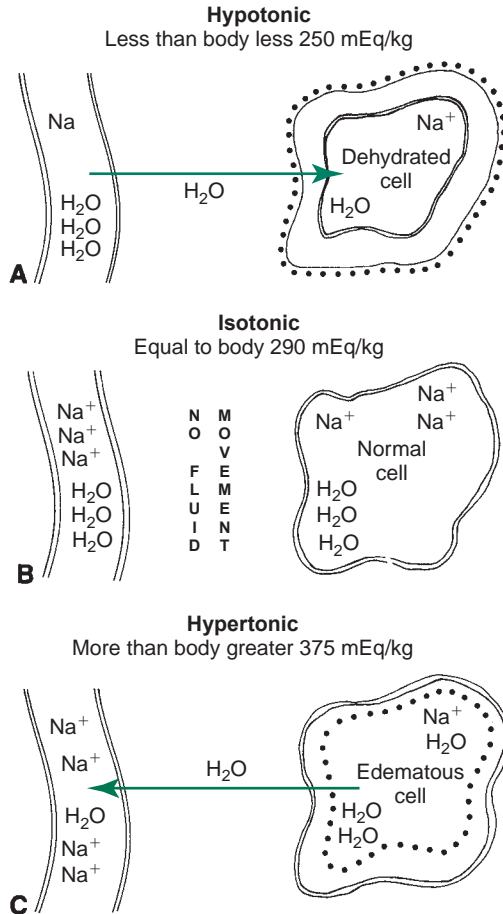 Hypotonic
Less than body less 250 mEq/kg
Na
H₂O
H₂O
H₂O
H₂O
Na⁺
Dehydrated
cell
H₂O
A
Isotonic
Equal to body 290 mEq/kg
Na⁺
Na⁺
Na⁺
H₂O
H₂O
H₂O
NO FLUID
MOVEMENT
Na⁺
Na⁺
Na⁺
Normal
cell
H₂O
H₂O
H₂O
B
Hypertonic
More than body greater 375 mEq/kg
Na⁺
Na⁺
H₂O
Na⁺
Na⁺
H₂O
Na⁺
H₂O
Edematous
cell
H₂O
H₂O
C